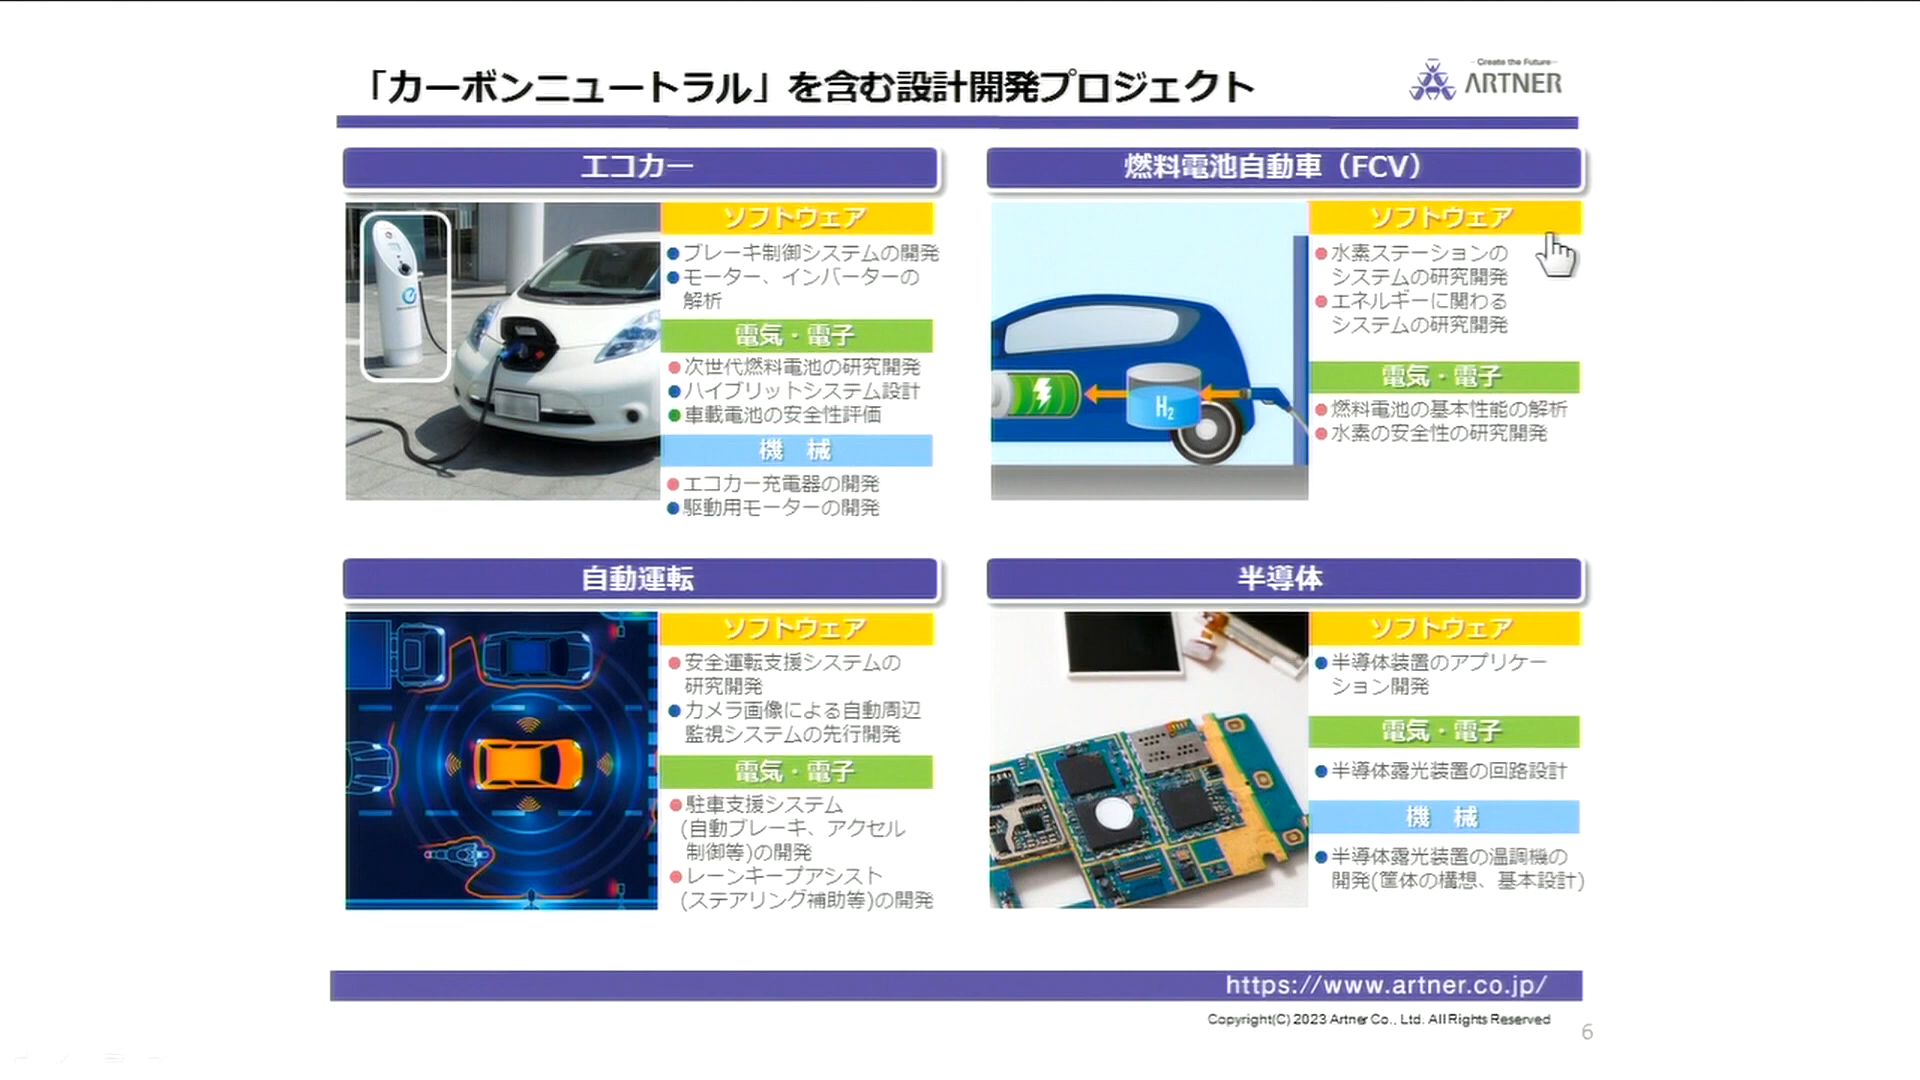 「カーボンニュートラル」を含む設計開発プロジェクト
Create the Future
ARTNER
エコカー
ソフトウェア
●ブレーキ制御システムの開発
●モーター、インバーターの
解析
電気・電子
●次世代燃料電池の研究開発
●ハイブリットシステム設計
●車載電池の安全性評価
機 械
●エコカー充電器の開発
●駆動用モーターの開発
燃料電池自動車（FCV）
H2
ソフトウェア
●水素ステーションの
システムの研究開発
●エネルギーに関わる
システムの研究開発
電気・電子
●燃料電池の基本性能の解析
●水素の安全性の研究開発
自動運転
ソフトウェア
●安全運転支援システムの
研究開発
●カメラ画像による自動周辺
監視システムの先行開発
電気・電子
●駐車支援システム
(自動ブレーキ、アクセル
制御等)の開発
●レーンキープアシスト
(ステアリング補助等)の開発
半導体
ソフトウェア
●半導体装置のアプリケー
ション開発
電気・電子
●半導体露光装置の回路設計
機 械
●半導体露光装置の温調機の
開発(筐体の構想、基本設計)
https://www.artner.co.jp/
Copyright(C) 2023 Artner Co., Ltd. All Rights Reserved
6